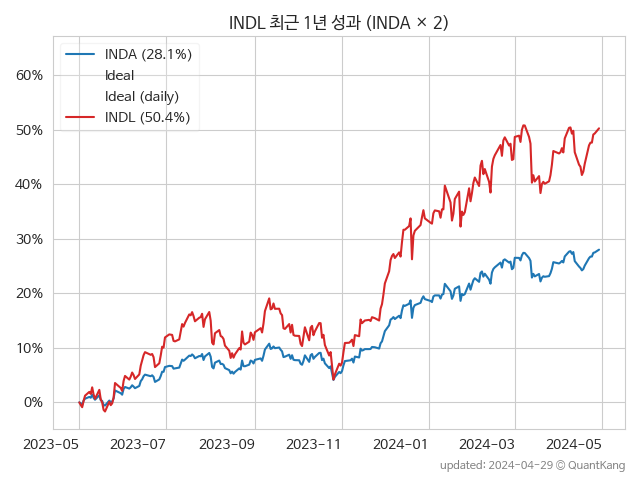 INDL 최근 1년 성과 (INDA × 2)
INDA (28.1%)
Ideal
Ideal (daily)
INDL (50.4%)
60%
50%
40%
30%
20%
10%
0%
2023-05 2023-07 2023-09 2023-11 2024-01 2024-03 2024-05
updated: 2024-04-29 © QuantKang